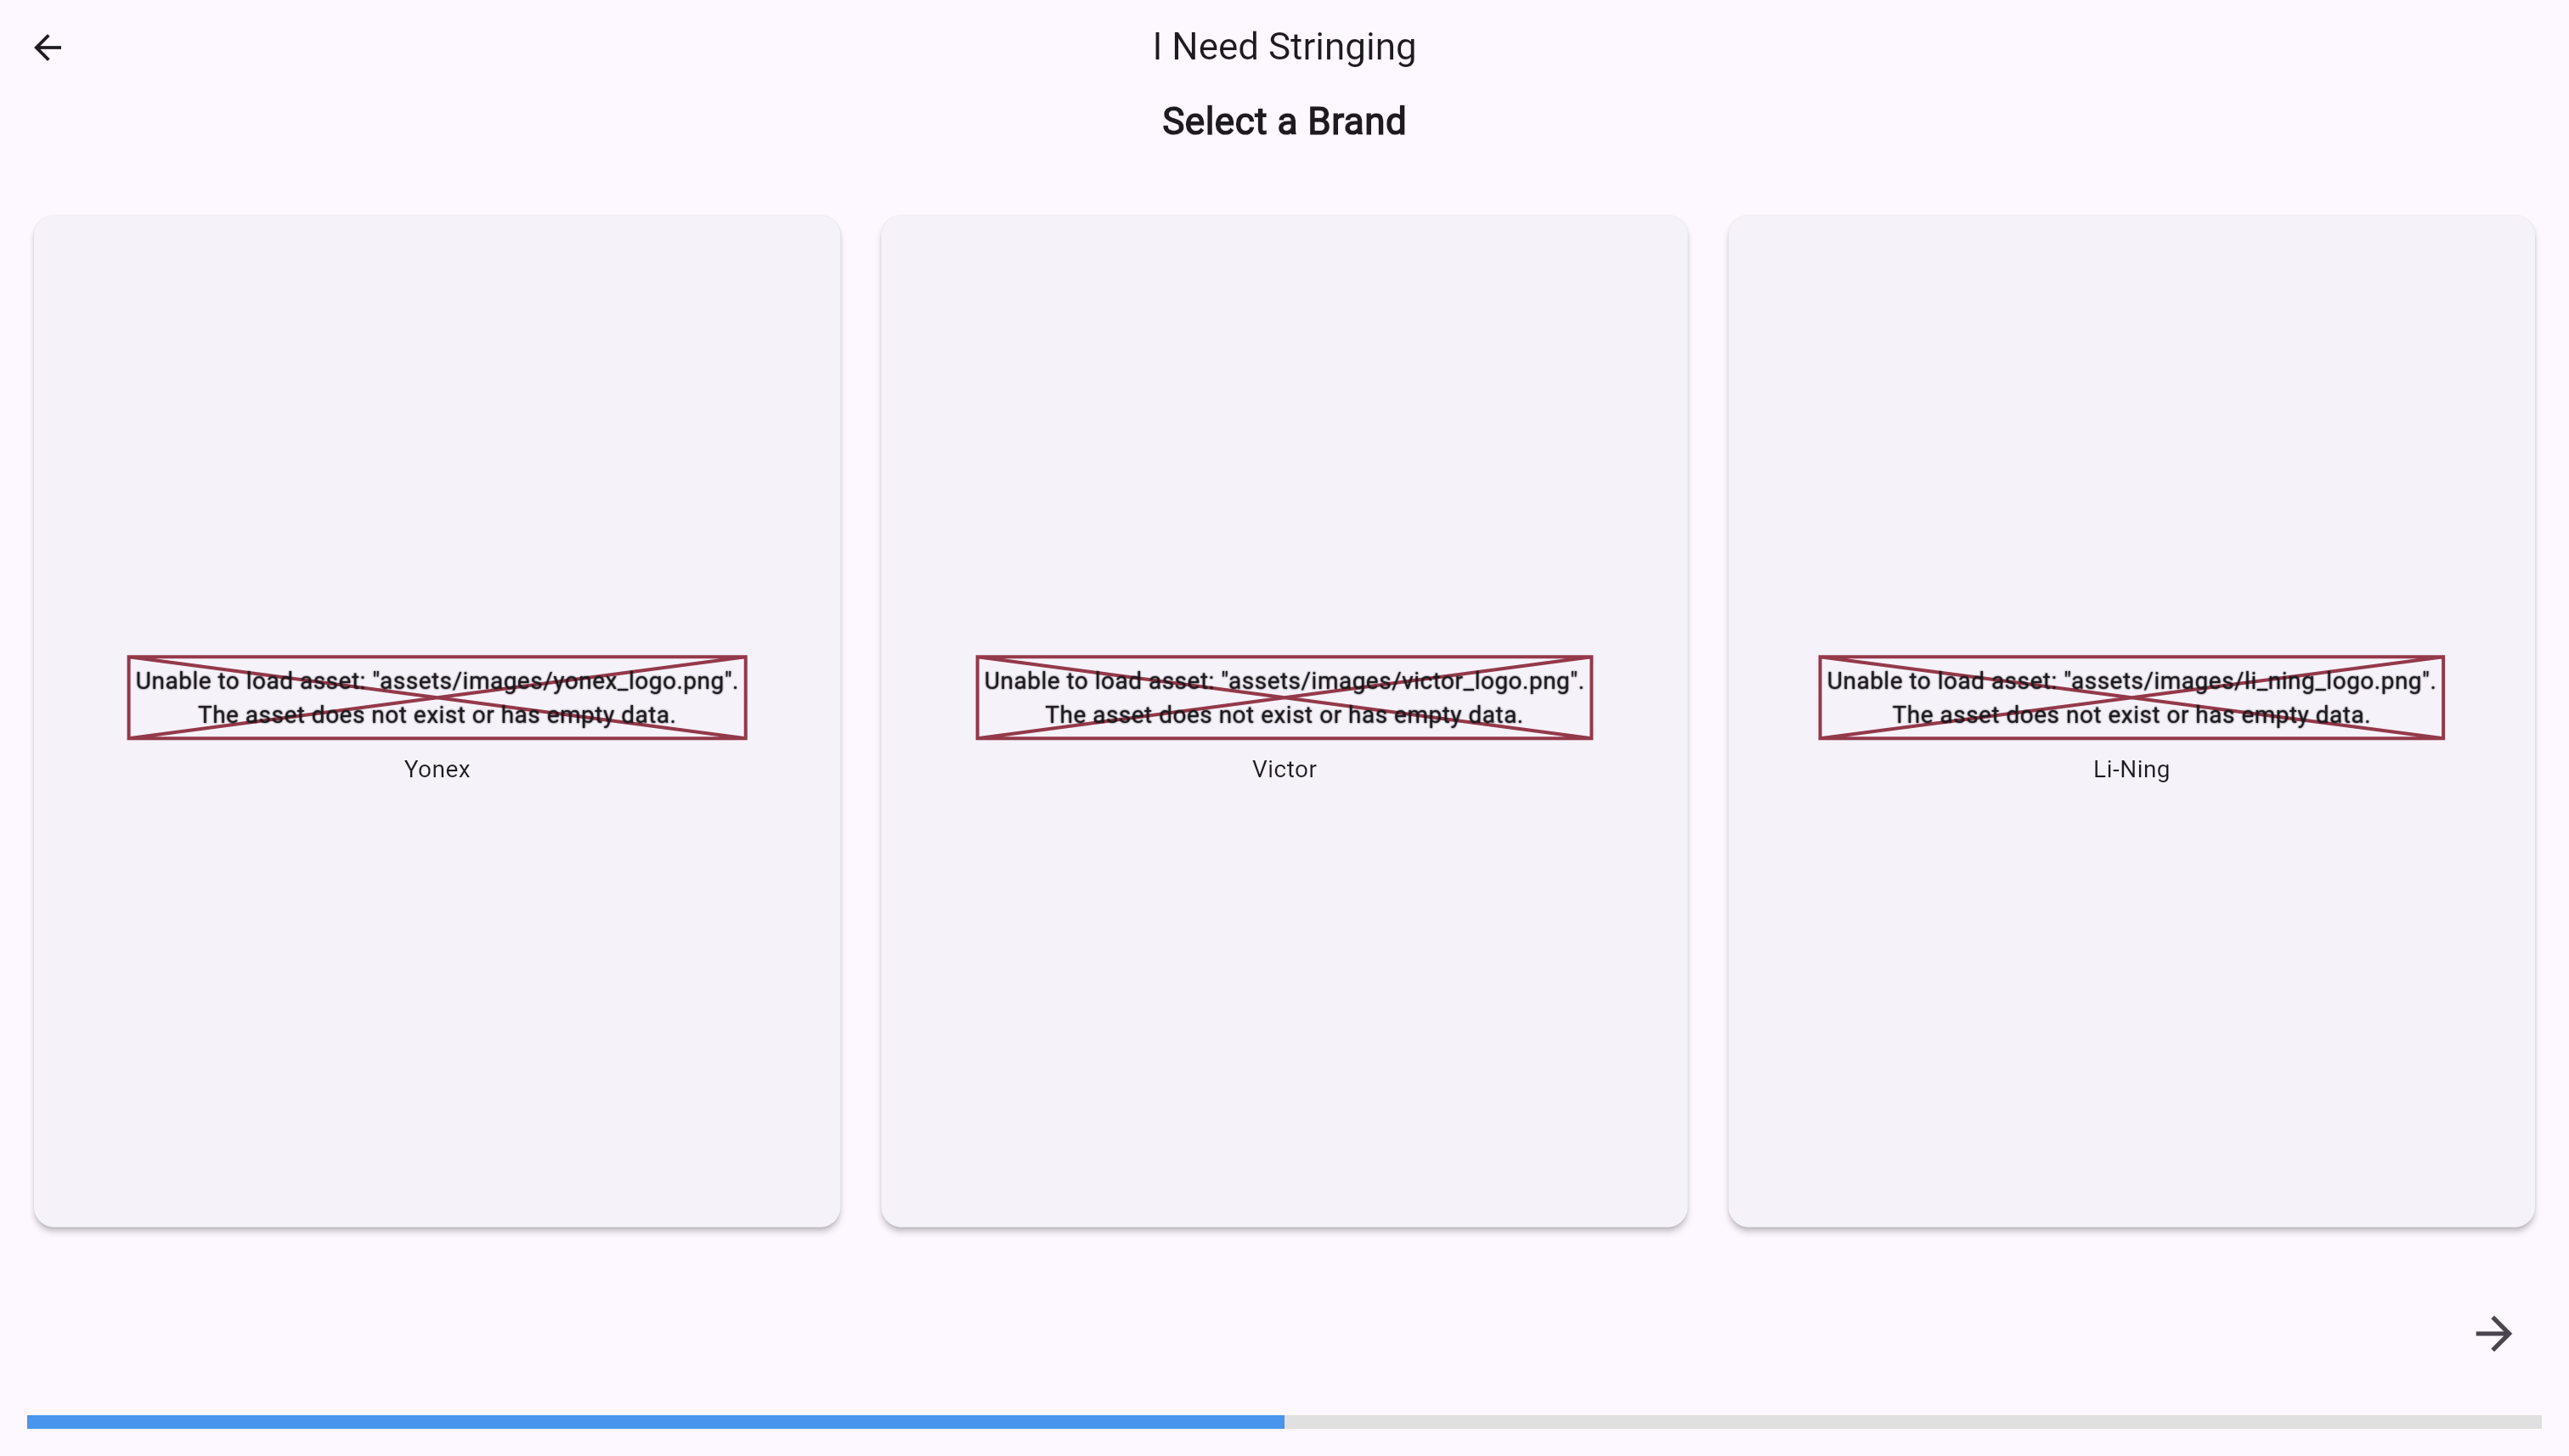 I Need Stringing
Select a Brand
Unable to load asset: "assets/images/yonex_logo.png".
The asset does not exist or has empty data.
Yonex
Unable to load asset: "assets/images/victor_logo.png".
The asset does not exist or has empty data.
Victor
Unable to load asset: "assets/images/li_ning_logo.png".
The asset does not exist or has empty data.
Li-Ning